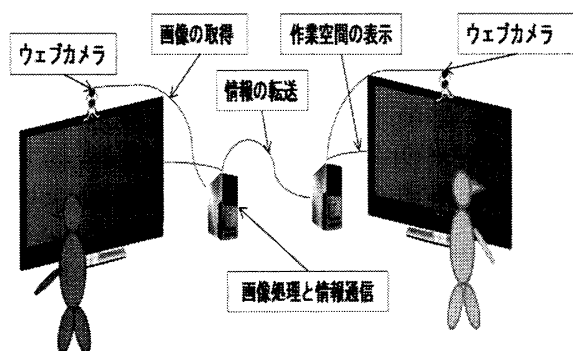 画像の取得
作業空間の表示
ウェブカメラ
ウェブカメラ
情報の転送
画像処理と情報通信